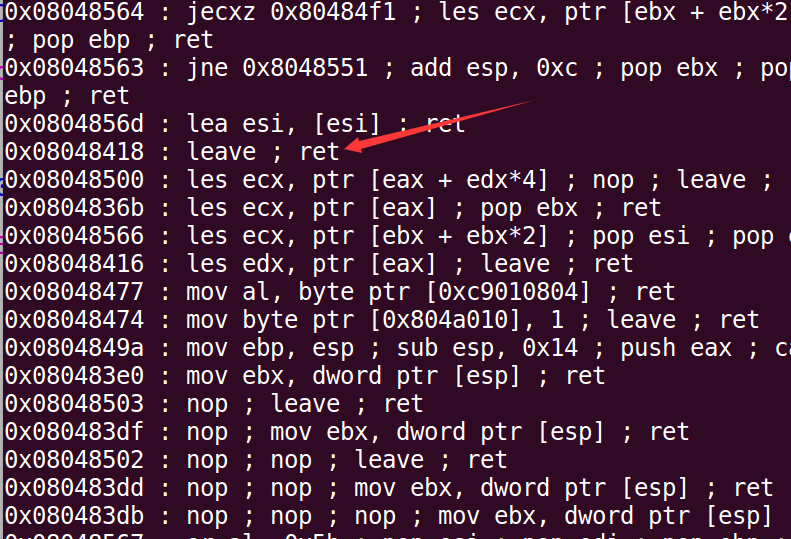 0x08048564 : jecxz 0x80484f1 ; les ecx, ptr [ebx + ebx*2
; pop ebp ; ret
0x08048563 : jne 0x8048551 ; add esp, 0xc ; pop ebx ;
ebp ; ret
0x0804856d : lea esi, [esi] ; ret
0x08048418 : leave ; ret
0x08048500 : les ecx, ptr [eax + edx*4] ; nop ; leave ;
0x0804836b : les ecx, ptr [eax] ; pop ebx ; ret
0x08048566 : les ecx, ptr [ebx + ebx*2] ; pop esi ; pop
0x08048416 : les edx, ptr [eax] ; leave ; ret
0x08048477 : mov al, byte ptr [0xc9010804] ; ret
0x08048474 : mov byte ptr [0x804a010], 1 ; leave ; ret
0x0804849a : mov ebp, esp ; sub esp, 0x14 ; push eax ;
0x080483e0 : mov ebx, dword ptr [esp] ; ret
0x08048503 : nop ; leave ; ret
0x080483df : nop ; mov ebx, dword ptr [esp] ; ret
0x08048502 : nop ; nop ; leave ; ret
0x080483dd : nop ; nop ; mov ebx, dword ptr [esp] ; ret
0x080483db : nop ; nop ; nop ; mov ebx, dword ptr [esp]